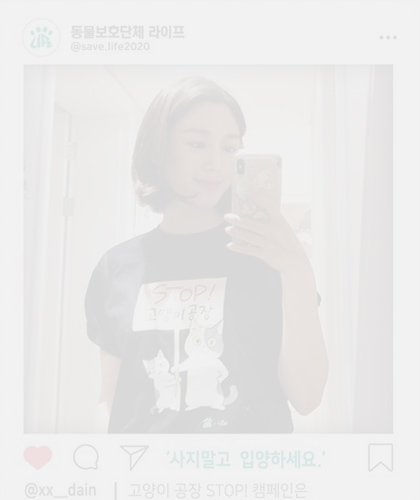 동물보호단체 라이프
@save.life2020
STOP!
고양이공장
'사지말고 입양하세요.'
@xx__dain | 고양이 공장 STOP! 캠페인은